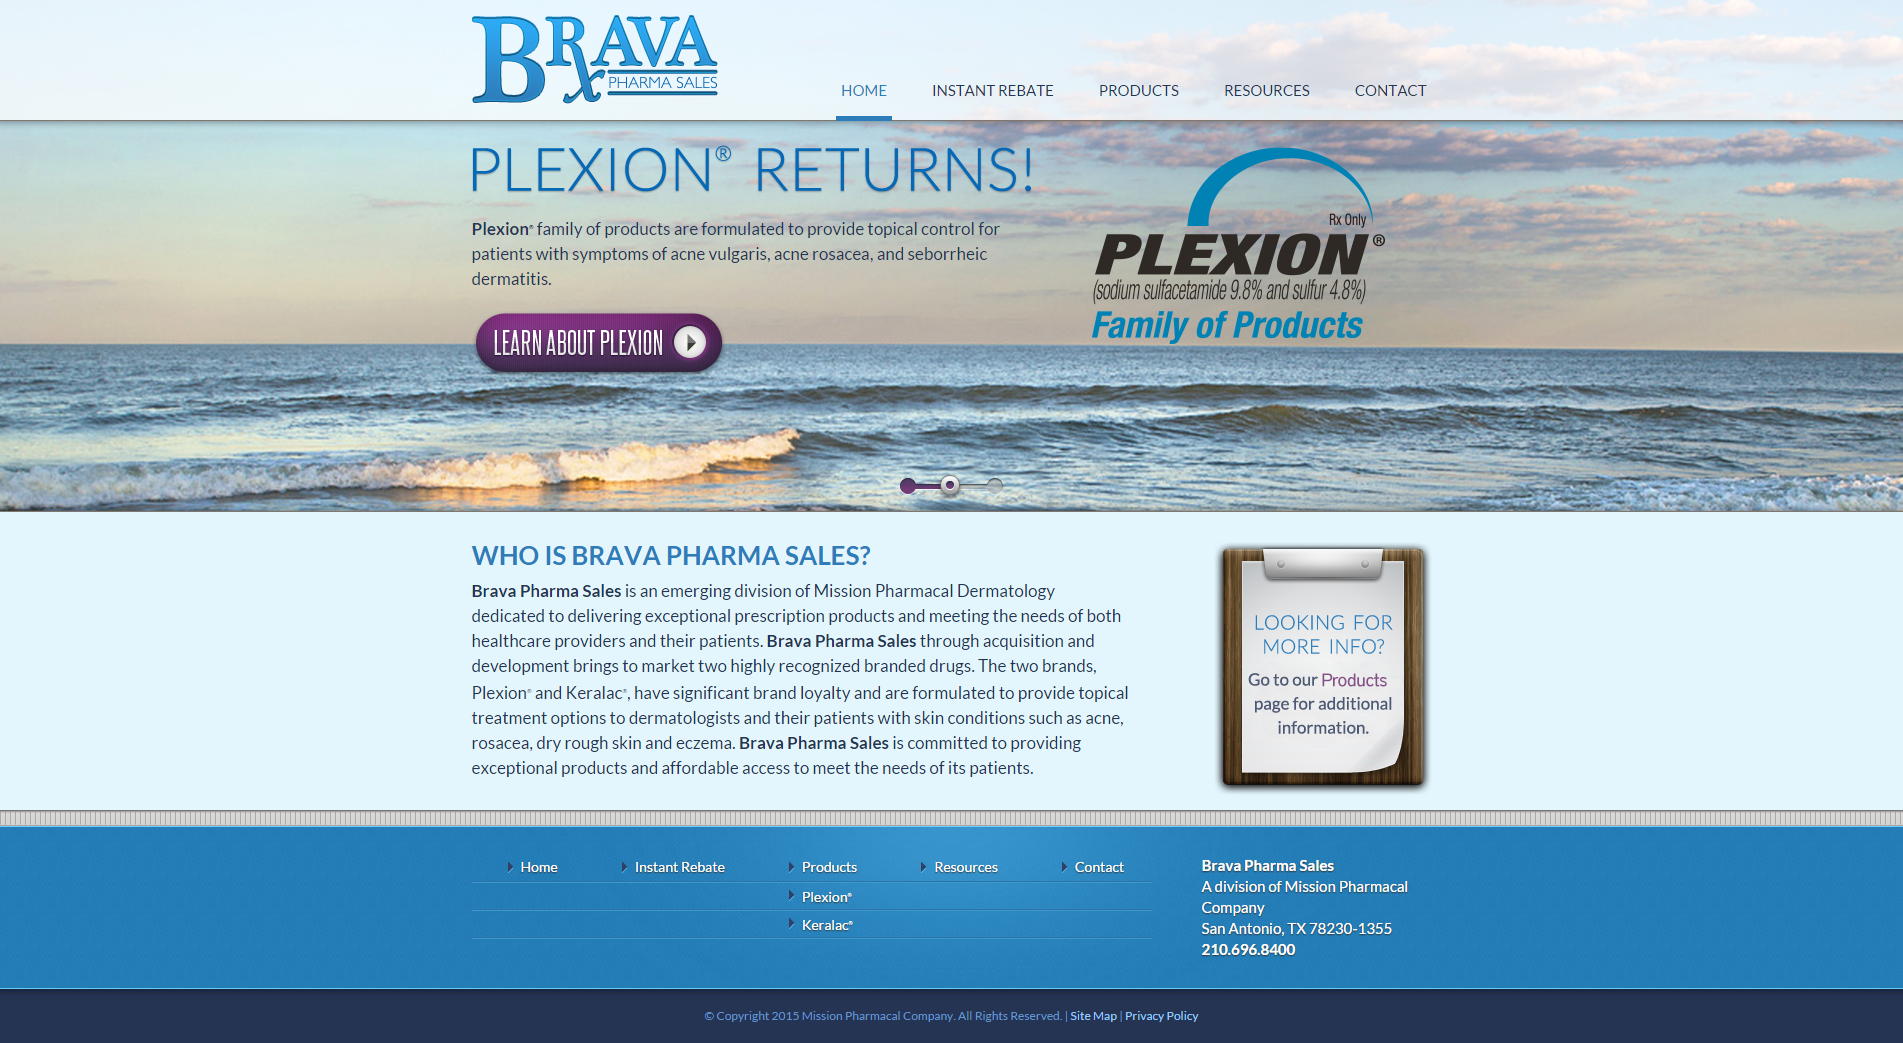 BRAVA
Rx
PHARMA SALES
HOME INSTANT REBATE PRODUCTS RESOURCES CONTACT
PLEXION® RETURNS!
Plexion® family of products are formulated to provide topical control for
patients with symptoms of acne vulgaris, acne rosacea, and seborrheic
dermatitis.
LEARN ABOUT PLEXION
Rx Only
PLEXION®
(sodium sulfacetamide 9.8% and sulfur 4.8%)
Family of Products
WHO IS BRAVA PHARMA SALES?
Brava Pharma Sales is an emerging division of Mission Pharmacal Dermatology
dedicated to delivering exceptional prescription products and meeting the needs of both
healthcare providers and their patients. Brava Pharma Sales through acquisition and
development brings to market two highly recognized branded drugs. The two brands,
Plexion® and Keralac®, have significant brand loyalty and are formulated to provide topical
treatment options to dermatologists and their patients with skin conditions such as acne,
rosacea, dry rough skin and eczema. Brava Pharma Sales is committed to providing
exceptional products and affordable access to meet the needs of its patients.
LOOKING FOR
MORE INFO?
Go to our Products
page for additional
information.
Home Instant Rebate Products Resources Contact
Plexion®
Keralac®
Brava Pharma Sales
A division of Mission Pharmacal
Company
San Antonio, TX 78230-1355
210.696.8400
© Copyright 2015 Mission Pharmacal Company. All Rights Reserved. | Site Map | Privacy Policy